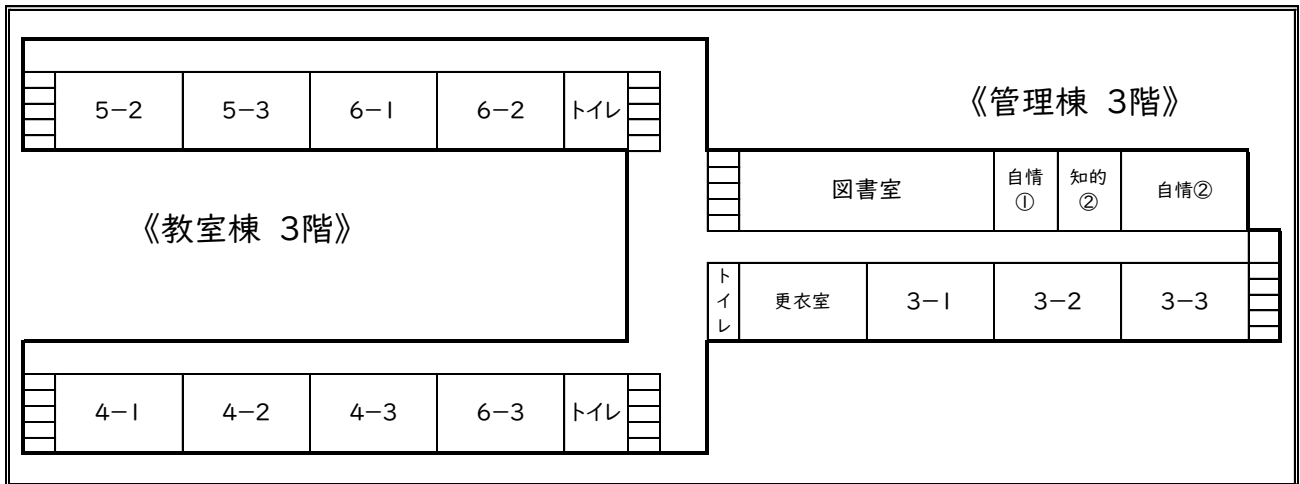 5−2 5−3 6−1 6−2 トイレ
《管理棟 3階》
図書室 自情① 知的② 自情②
《教室棟 3階》
トイレ 更衣室 3−1 3−2 3−3
4−1 4−2 4−3 6−3 トイレ